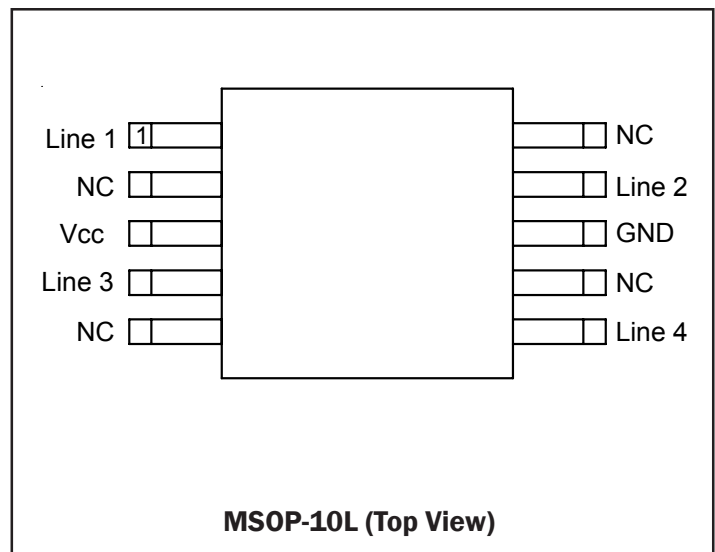 Line 1 1 NC
NC Line 2
Vcc GND
Line 3 NC
NC Line 4
MSOP-10L (Top View)